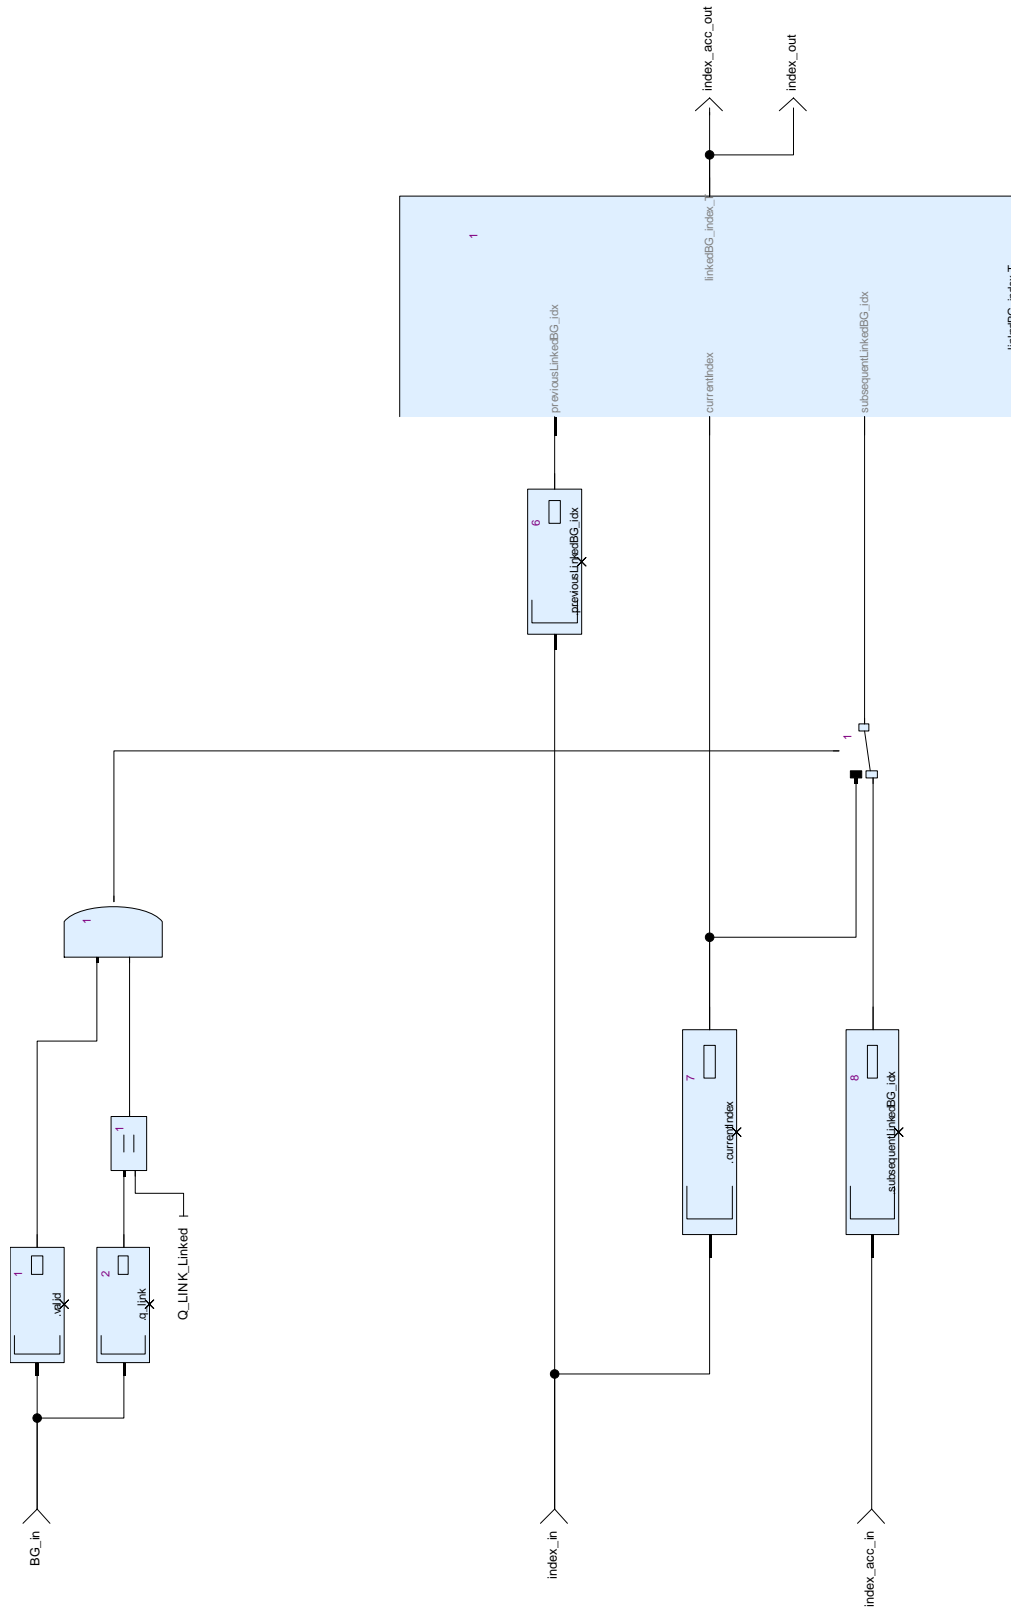 index_acc_out
index_out
1
linkedBG_index_T
previousLinkedBG_idx
currentIndex
subsequentLinkedBG_idx
6
.previousLinkedBG_idx
1
1
7
.currentIndex
8
.subsequentLinkedBG_idx
1
Q_LINK_Linked
1
.valid
2
.q_link
BG_in
index_in
index_acc_in